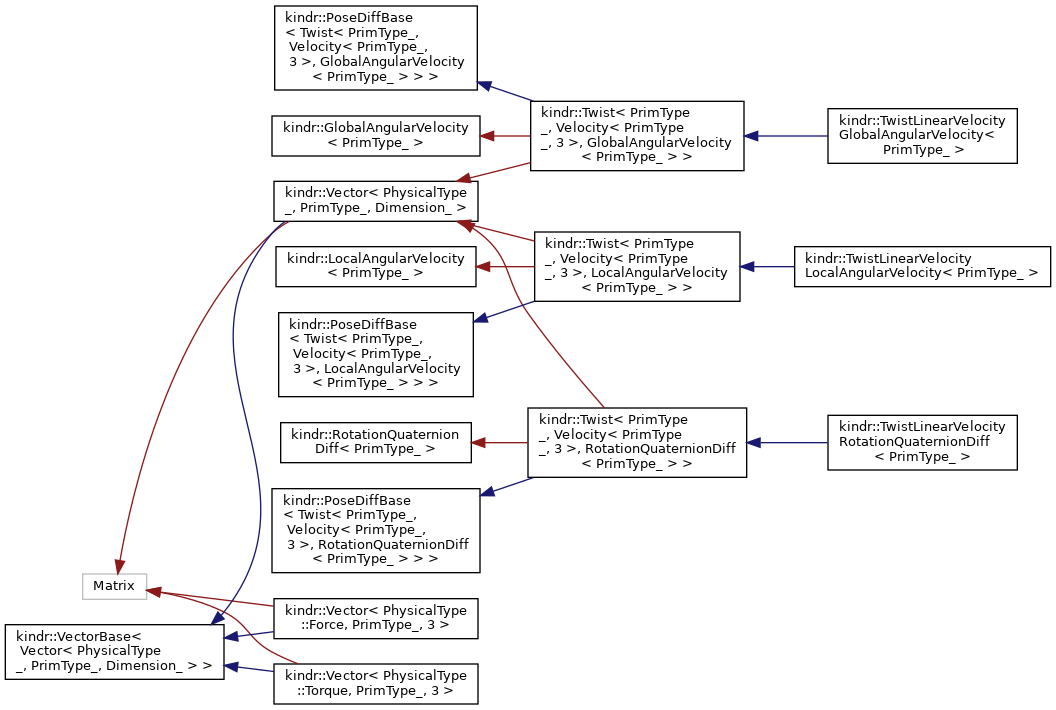 kindr::PoseDiffBase
< Twist< PrimType_,
Velocity< PrimType_,
3 >, GlobalAngularVelocity
< PrimType_ > > >
kindr::GlobalAngularVelocity
< PrimType_ >
kindr::Twist< PrimType
_, Velocity< PrimType
_, 3 >, GlobalAngularVelocity
< PrimType_ > >
kindr::TwistLinearVelocity
GlobalAngularVelocity<
PrimType_ >
kindr::Vector< PhysicalType
_, PrimType_, Dimension_ >
kindr::LocalAngularVelocity
< PrimType_ >
kindr::Twist< PrimType
_, Velocity< PrimType
_, 3 >, LocalAngularVelocity
< PrimType_ > >
kindr::TwistLinearVelocity
LocalAngularVelocity< PrimType_ >
kindr::PoseDiffBase
< Twist< PrimType_,
Velocity< PrimType_,
3 >, LocalAngularVelocity
< PrimType_ > > >
kindr::RotationQuaternion
Diff< PrimType_ >
kindr::Twist< PrimType
_, Velocity< PrimType
_, 3 >, RotationQuaternionDiff
< PrimType_ > >
kindr::TwistLinearVelocity
RotationQuaternionDiff
< PrimType_ >
kindr::PoseDiffBase
< Twist< PrimType_,
Velocity< PrimType_,
3 >, RotationQuaternionDiff
< PrimType_ > > >
Matrix
kindr::Vector< PhysicalType
::Force, PrimType_, 3 >
kindr::VectorBase<
Vector< PhysicalType
_, PrimType_, Dimension_ > >
kindr::Vector< PhysicalType
::Torque, PrimType_, 3 >